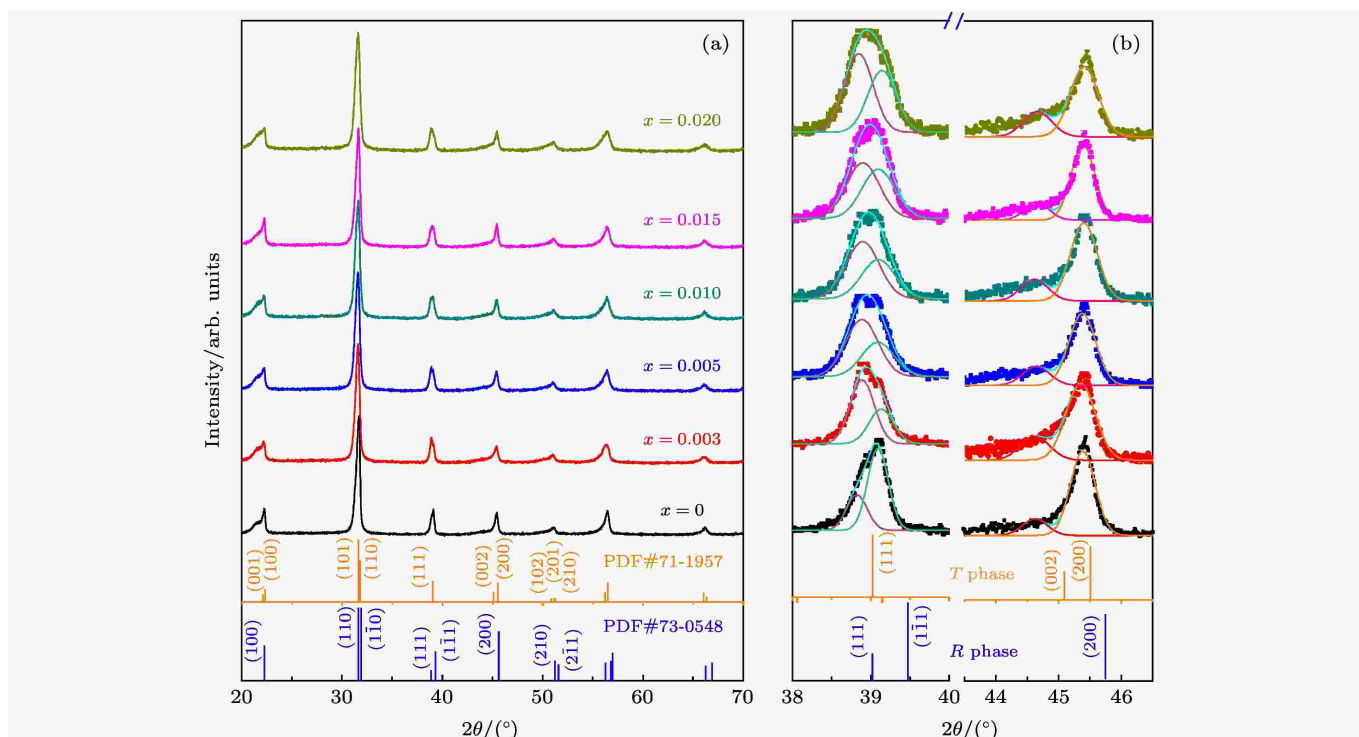 (a)
x = 0.020
x = 0.015
x = 0.010
x = 0.005
x = 0.003
x = 0
Intensity/arb. units
(001)
(100)
(101)
(110)
(111)
(002)
(200)
(102)
(201)
(210)
PDF#71-1957
(100)
(110)
(11̄0)
(111)
(11̄1)
(200)
(210)
(2̄11)
PDF#73-0548
20 30 40 50 60 70
2θ/(°)
(b)
(111)
(002)
(200)
T phase
(111)
(11̄1)
(200)
R phase
38 39 40 44 45 46
2θ/(°)